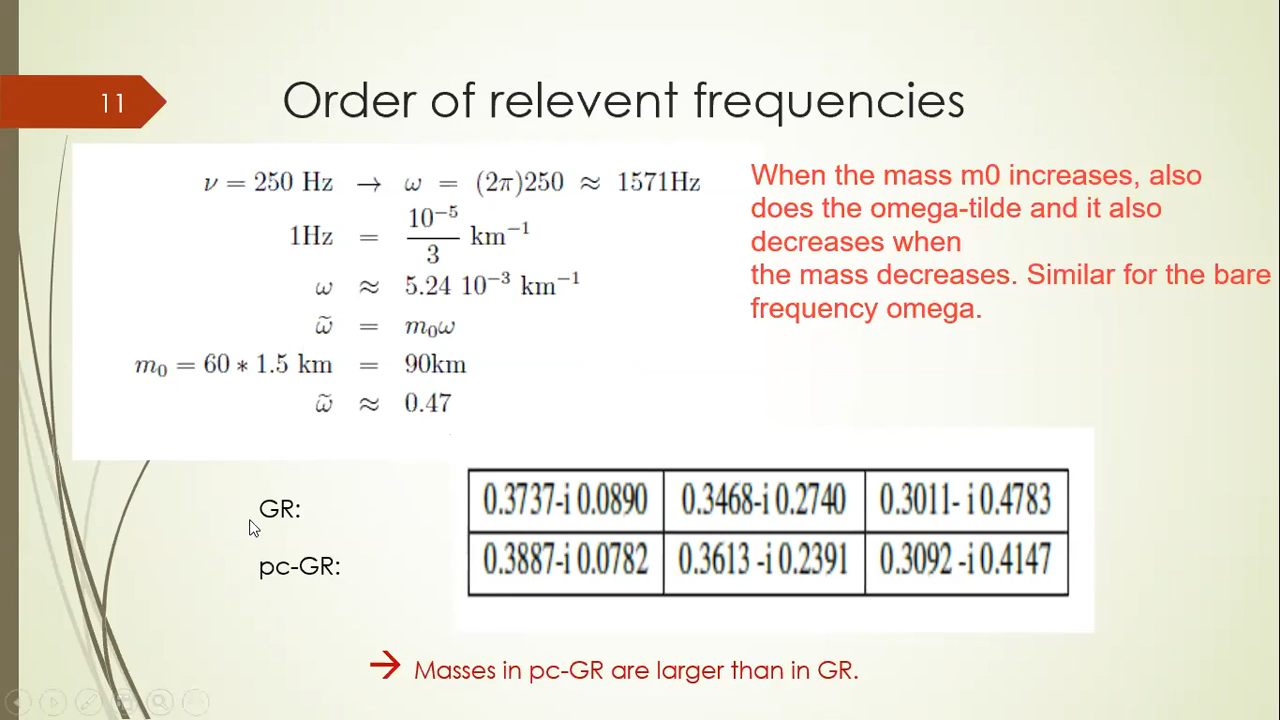 11
Order of relevent frequencies
ν = 250 Hz → ω = (2π)250 ≈ 1571Hz
1Hz = 10⁻⁵/3 km⁻¹
ω ≈ 5.24 10⁻³ km⁻¹
ω̃ = m₀ω
m₀ = 60 ∗ 1.5 km = 90km
ω̃ ≈ 0.47
When the mass m0 increases, also
does the omega-tilde and it also
decreases when
the mass decreases. Similar for the bare
frequency omega.
GR: 0.3737-i 0.0890 0.3468-i 0.2740 0.3011- i 0.4783
pc-GR: 0.3887-i 0.0782 0.3613 -i 0.2391 0.3092 -i 0.4147
→ Masses in pc-GR are larger than in GR.